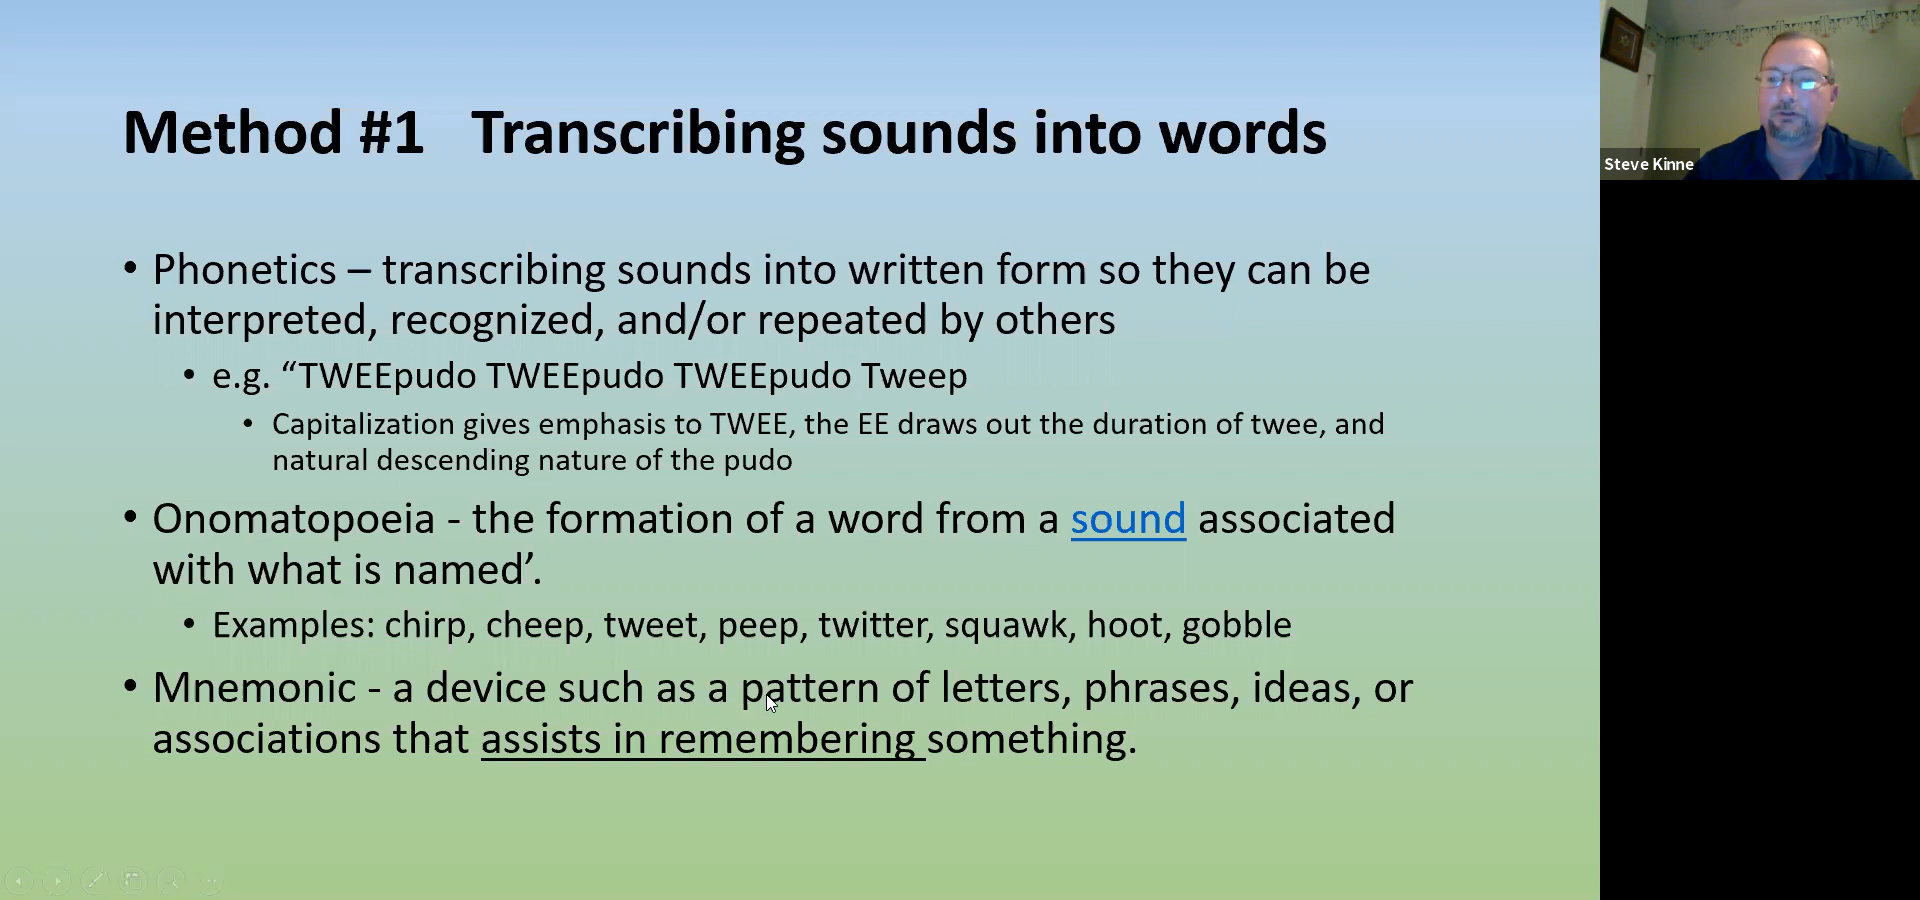 Method #1   Transcribing sounds into words
• Phonetics – transcribing sounds into written form so they can be
interpreted, recognized, and/or repeated by others
• e.g. “TWEEpudo TWEEpudo TWEEpudo Tweep
• Capitalization gives emphasis to TWEE, the EE draws out the duration of twee, and
natural descending nature of the pudo
• Onomatopoeia - the formation of a word from a sound associated
with what is named’.
• Examples: chirp, cheep, tweet, peep, twitter, squawk, hoot, gobble
• Mnemonic - a device such as a pattern of letters, phrases, ideas, or
associations that assists in remembering something.
Steve Kinne